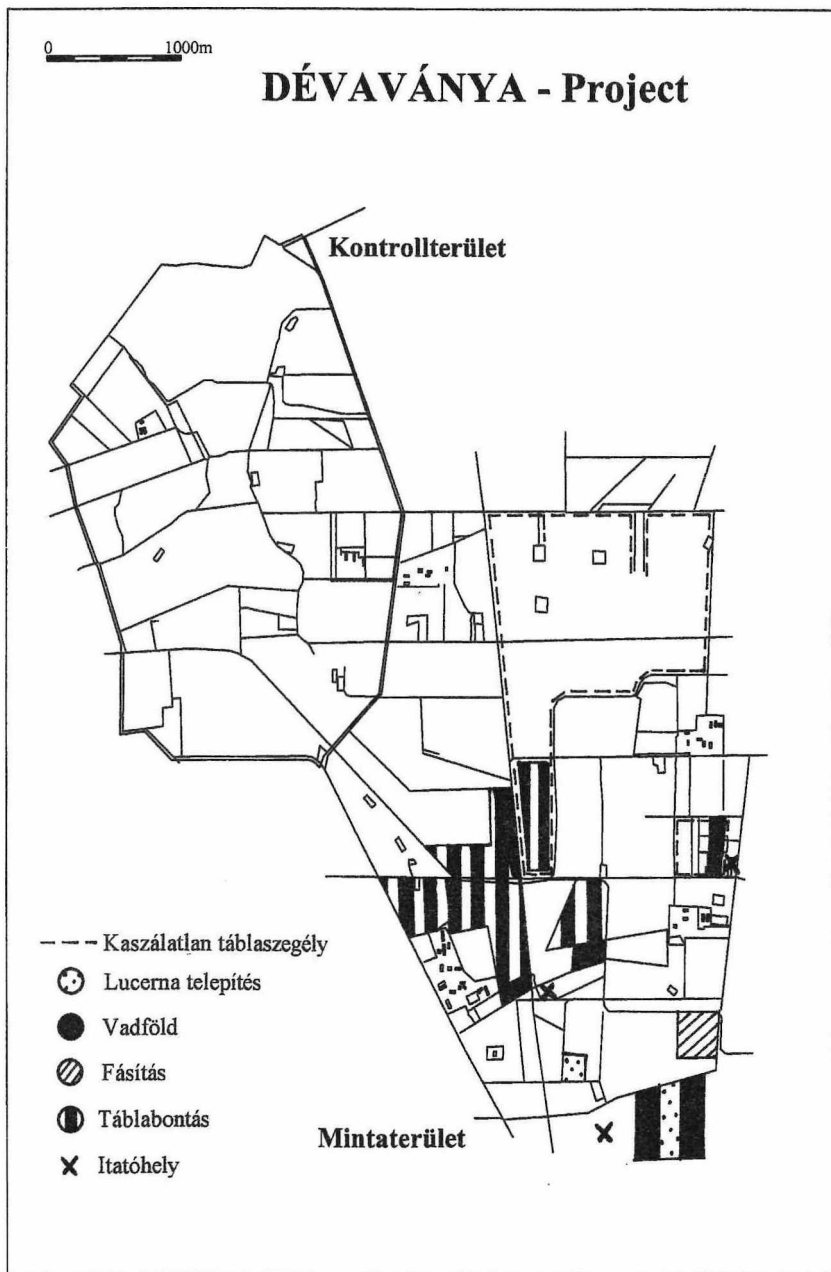 0 1000m
DÉVAVÁNYA - Project
Kontrollterület
Kaszálatlan táblaszegély
Lucerna telepítés
Vadföld
Fásítás
Táblabontás
Itatóhely
Mintaterület